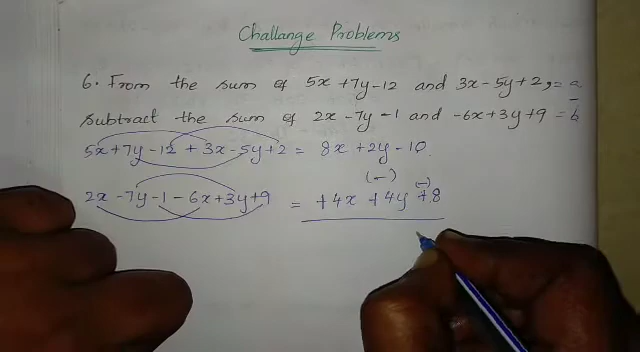 Challange Problems
6. From the sum of 5x+7y-12 and 3x-5y+2, = a
subtract the sum of 2x-7y-1 and -6x+3y+9 = b
5x+7y-12+3x-5y+2 = 8x+2y-10.
(-) (-)
2x-7y-1-6x+3y+9 = +4x +4y +8